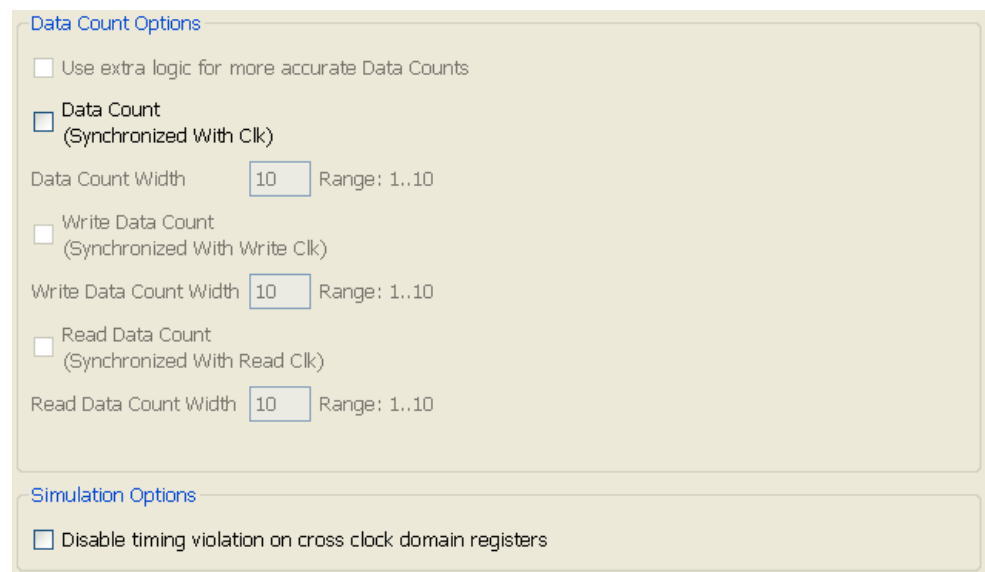 Data Count Options
Use extra logic for more accurate Data Counts
Data Count
(Synchronized With Clk)
Data Count Width 10 Range: 1..10
Write Data Count
(Synchronized With Write Clk)
Write Data Count Width 10 Range: 1..10
Read Data Count
(Synchronized With Read Clk)
Read Data Count Width 10 Range: 1..10
Simulation Options
Disable timing violation on cross clock domain registers